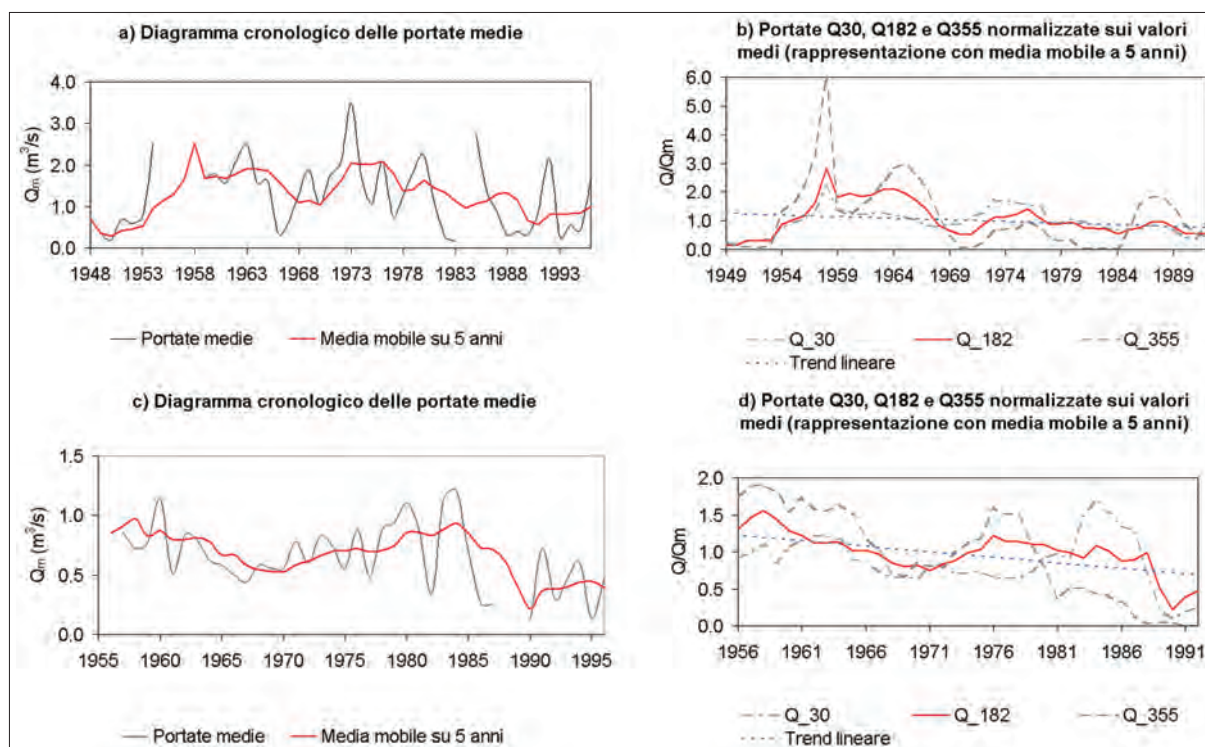 a) Diagramma cronologico delle portate medie
Qm (m³/s)
4.0
3.0
2.0
1.0
0.0
1948 1953 1958 1963 1968 1973 1978 1983 1988 1993
Portate medie Media mobile su 5 anni
b) Portate Q30, Q182 e Q355 normalizzate sui valori
medi (rappresentazione con media mobile a 5 anni)
Q/Qm
6.0
5.0
4.0
3.0
2.0
1.0
0.0
1949 1954 1959 1964 1969 1974 1979 1984 1989
Q_30 Q_182 Q_355
Trend lineare
c) Diagramma cronologico delle portate medie
Qm (m³/s)
1.5
1.0
0.5
0.0
1955 1960 1965 1970 1975 1980 1985 1990 1995
Portate medie Media mobile su 5 anni
d) Portate Q30, Q182 e Q355 normalizzate sui valori
medi (rappresentazione con media mobile a 5 anni)
Q/Qm
2.0
1.5
1.0
0.5
0.0
1956 1961 1966 1971 1976 1981 1986 1991
Q_30 Q_182 Q_355
Trend lineare